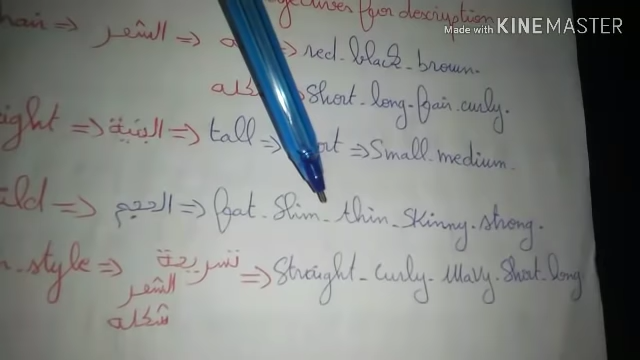 Made with KINEMASTER
for description
hair => الشعر => => red - black - brown.
شكله short - long - fair - curly.
ight => البنية => tall => => Small - medium.
ild => الحجم => fat - Slim - thin - Skinny - strong.
style => تسريحة => Straight - curly - Wavy - Short - long
الشعر
شكله